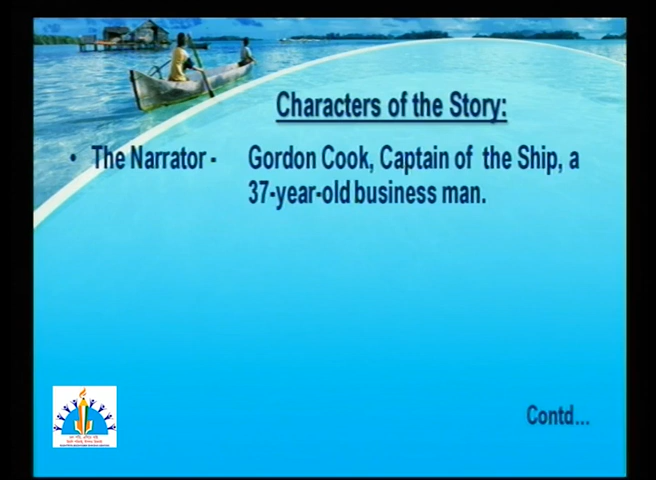 Characters of the Story:
• The Narrator - Gordon Cook, Captain of the Ship, a
37-year-old business man.
Contd...